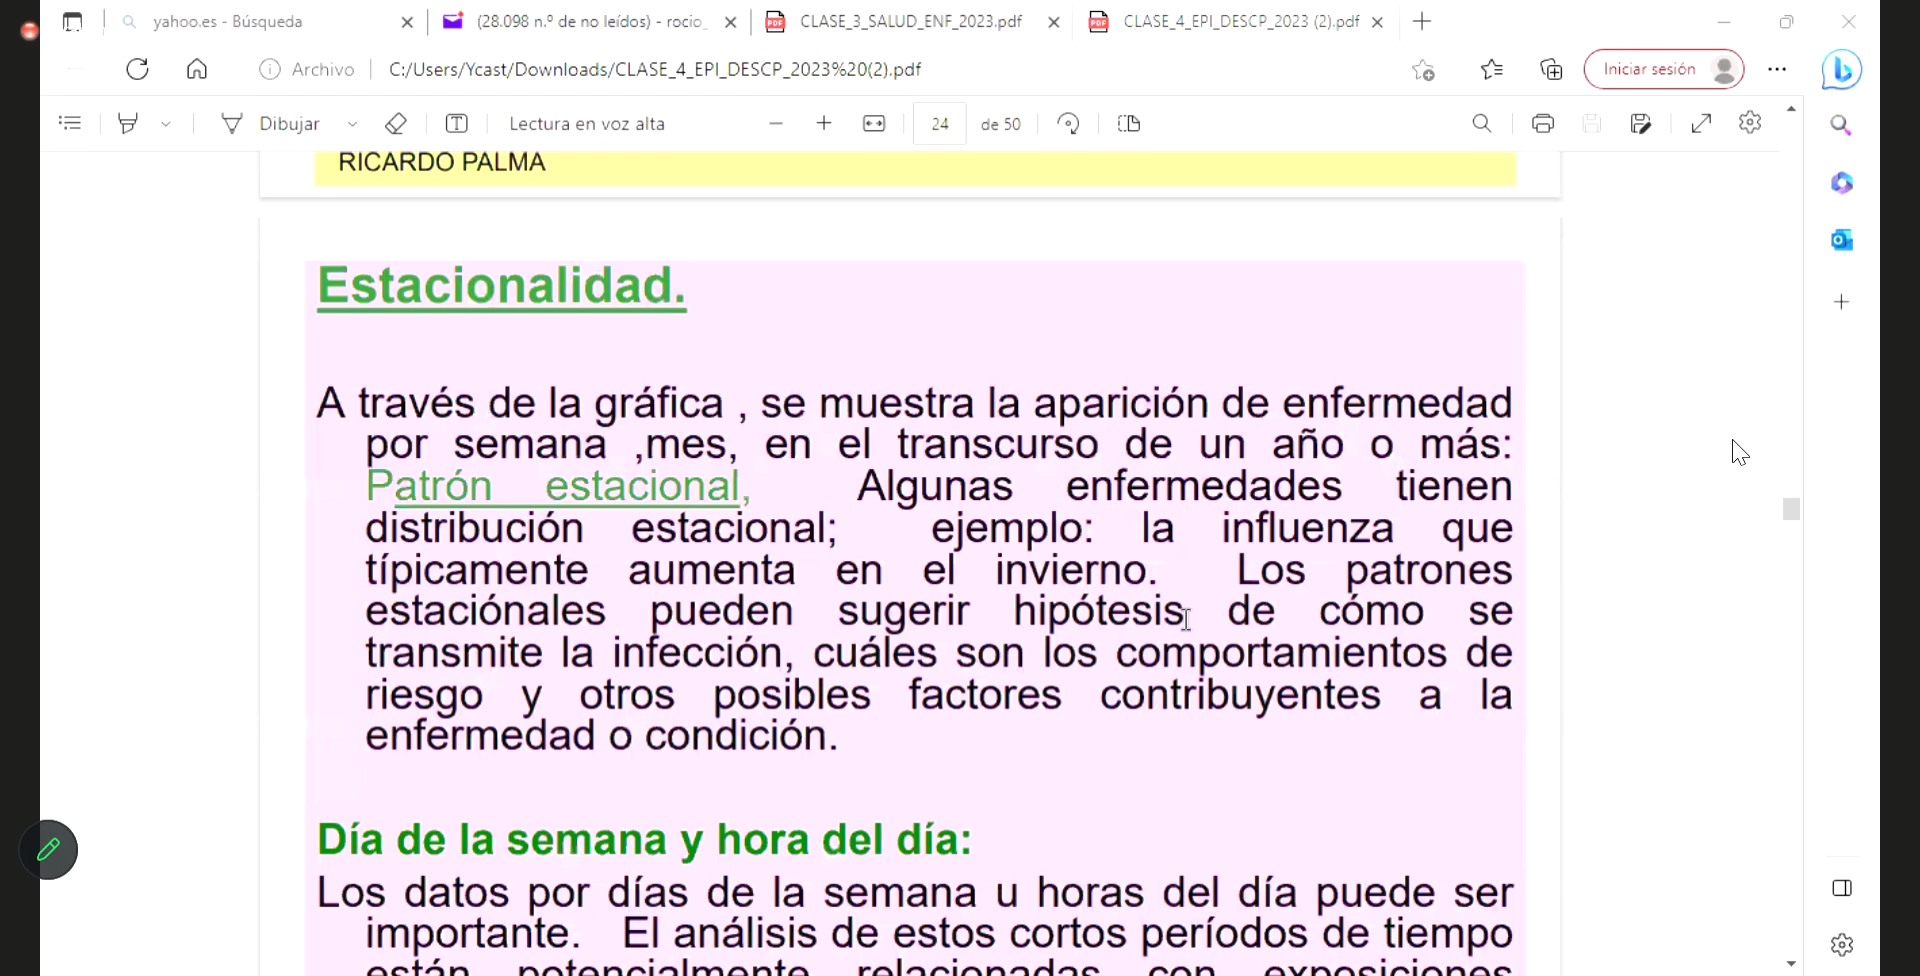 yahoo.es - Búsqueda
(28.098 n.º de no leídos) - rocio_
CLASE_3_SALUD_ENF_2023.pdf
CLASE_4_EPI_DESCP_2023 (2).pdf
Archivo
C:/Users/Ycast/Downloads/CLASE_4_EPI_DESCP_2023%20(2).pdf
Iniciar sesión
Dibujar
Lectura en voz alta
24
de 50
RICARDO PALMA
Estacionalidad.
A través de la gráfica , se muestra la aparición de enfermedad
por semana ,mes, en el transcurso de un año o más:
Patrón estacional, Algunas enfermedades tienen
distribución estacional; ejemplo: la influenza que
típicamente aumenta en el invierno. Los patrones
estaciónales pueden sugerir hipótesis de cómo se
transmite la infección, cuáles son los comportamientos de
riesgo y otros posibles factores contribuyentes a la
enfermedad o condición.
Día de la semana y hora del día:
Los datos por días de la semana u horas del día puede ser
importante. El análisis de estos cortos períodos de tiempo
están potencialmente relacionadas con exposiciones